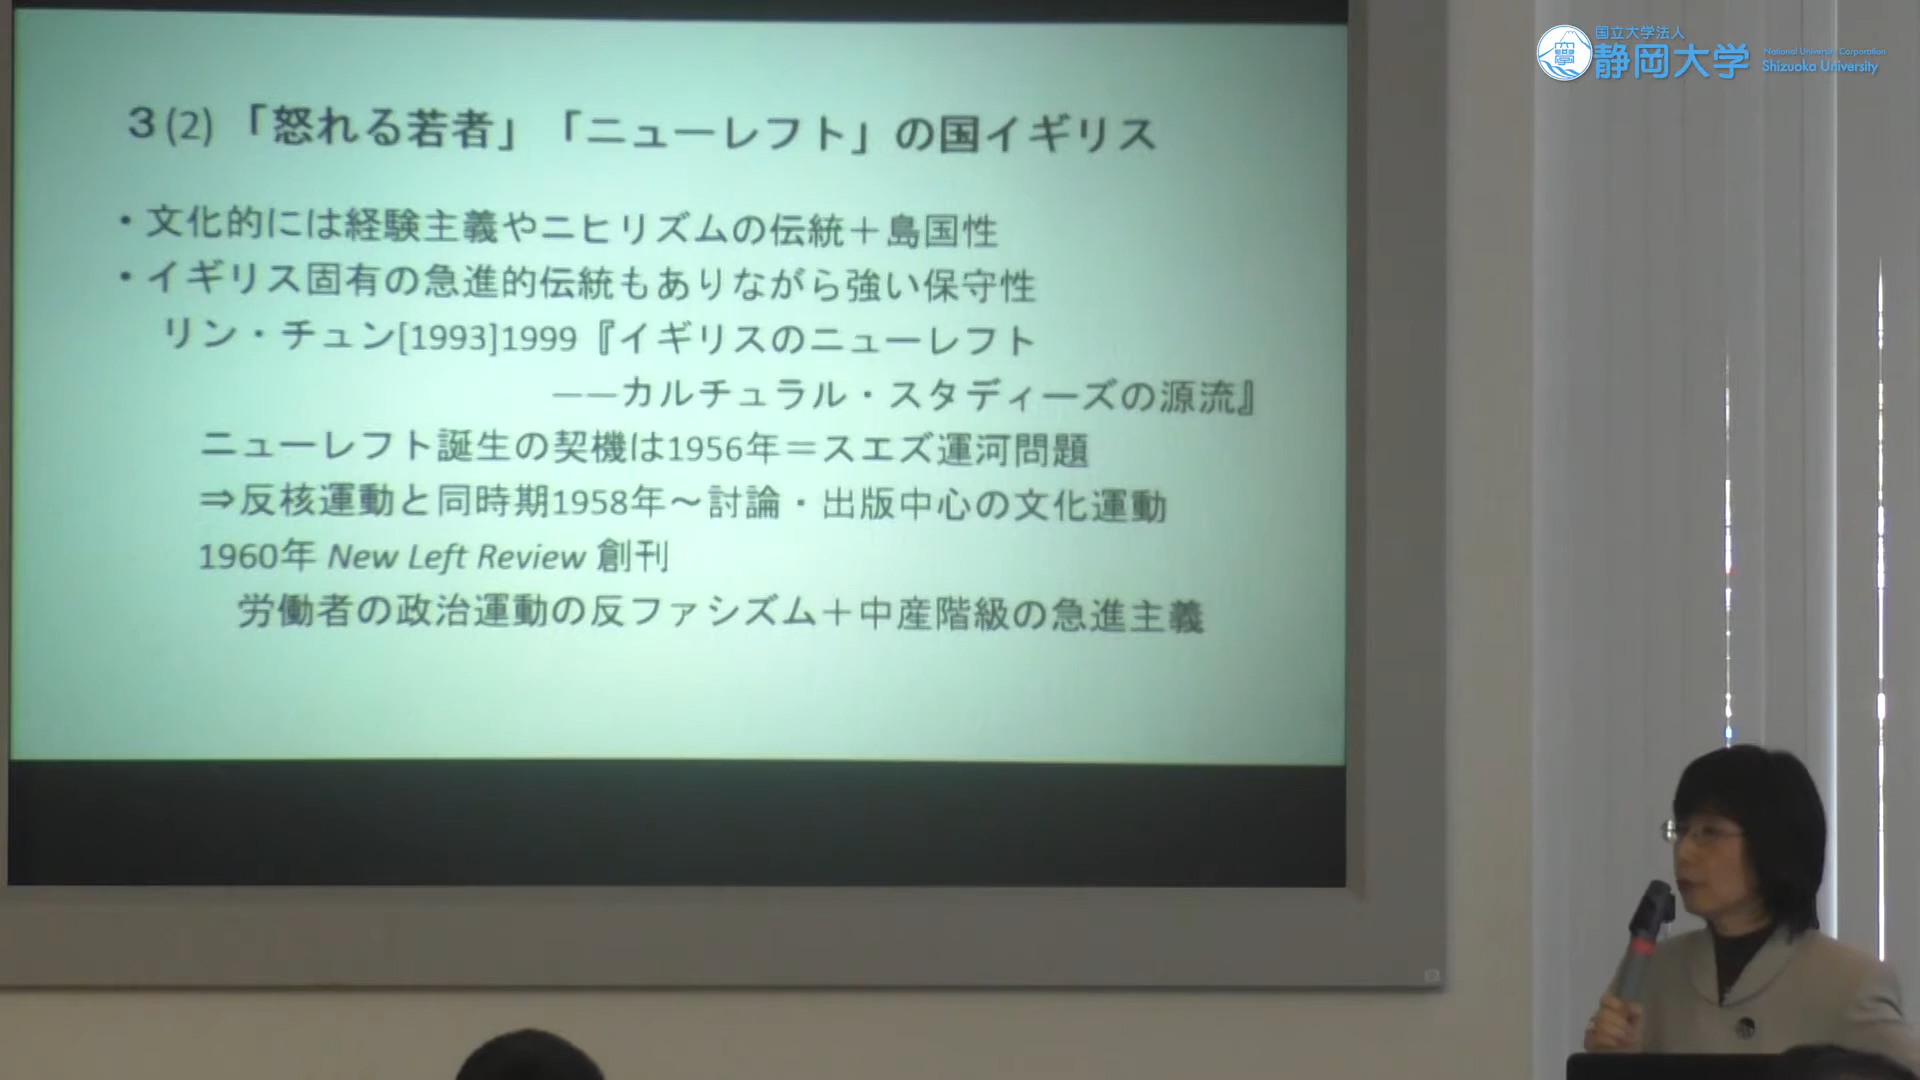 国立大学法人
静岡大学
National University Corporation
Shizuoka University
３(2)「怒れる若者」「ニューレフト」の国イギリス
・文化的には経験主義やニヒリズムの伝統＋島国性
・イギリス固有の急進的伝統もありながら強い保守性
リン・チュン[1993]1999『イギリスのニューレフト
――カルチュラル・スタディーズの源流』
ニューレフト誕生の契機は1956年＝スエズ運河問題
⇒反核運動と同時期1958年～討論・出版中心の文化運動
1960年 New Left Review 創刊
労働者の政治運動の反ファシズム＋中産階級の急進主義